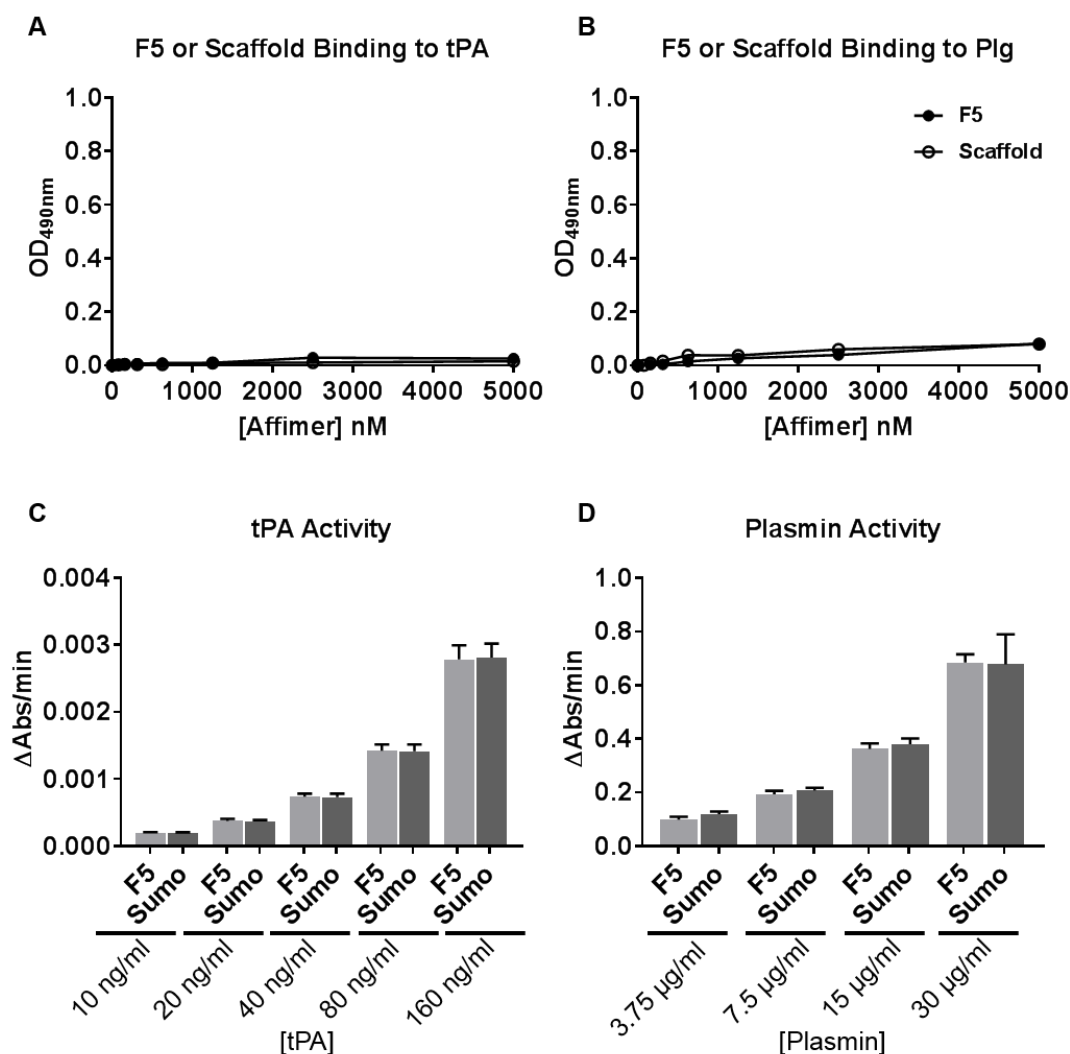 A
F5 or Scaffold Binding to tPA
1.0
0.8
0.6
0.4
0.2
0.0
OD490nm
0 1000 2000 3000 4000 5000
[Affimer] nM
B
F5 or Scaffold Binding to Plg
F5
Scaffold
1.0
0.8
0.6
0.4
0.2
0.0
OD490nm
0 1000 2000 3000 4000 5000
[Affimer] nM
C
tPA Activity
0.004
0.003
0.002
0.001
0.000
ΔAbs/min
F5 Sumo F5 Sumo F5 Sumo F5 Sumo F5 Sumo
10 ng/ml 20 ng/ml 40 ng/ml 80 ng/ml 160 ng/ml
[tPA]
D
Plasmin Activity
1.0
0.8
0.6
0.4
0.2
0.0
ΔAbs/min
F5 Sumo F5 Sumo F5 Sumo F5 Sumo
3.75 µg/ml 7.5 µg/ml 15 µg/ml 30 µg/ml
[Plasmin]